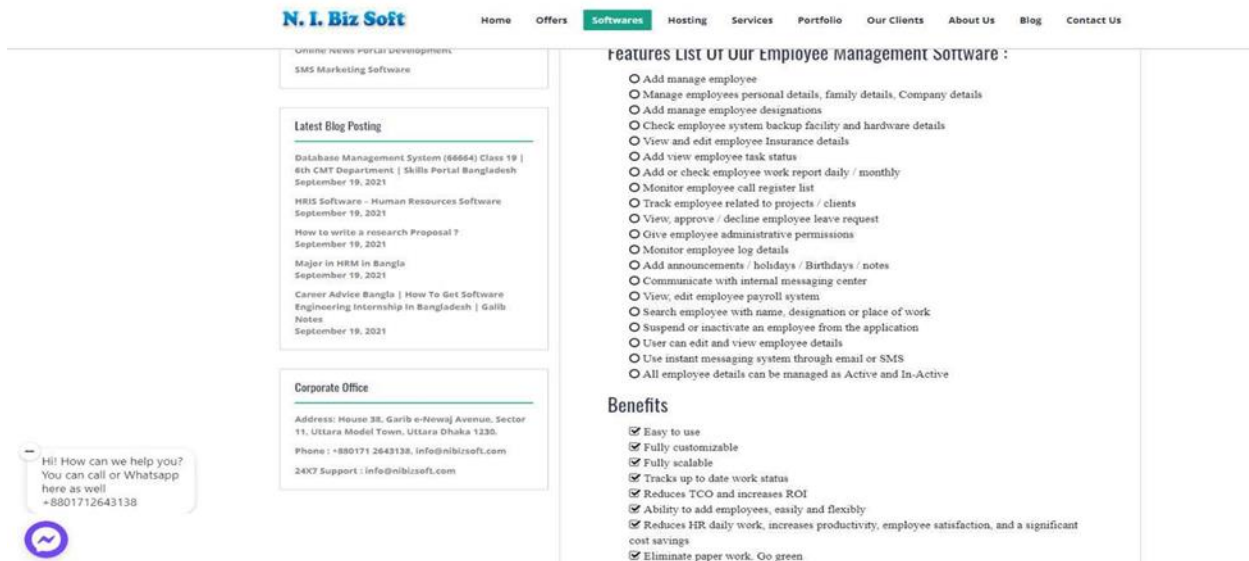 N. I. Biz Soft
Home Offers Softwares Hosting Services Portfolio Our Clients About Us Blog Contact Us
Online News Portal Development
SMS Marketing Software
Latest Blog Posting
Database Management System (66664) Class 19 |
6th CMT Department | Skills Portal Bangladesh
September 19, 2021
HRIS Software – Human Resources Software
September 19, 2021
How to write a research Proposal ?
September 19, 2021
Major in HRM in Bangla
September 19, 2021
Career Advice Bangla | How To Get Software
Engineering Internship In Bangladesh | Galib
Notes
September 19, 2021
Corporate Office
Address: House 38, Garib e-Newaj Avenue, Sector
11, Uttara Model Town, Uttara Dhaka 1230.
Phone : +880171 2643138, info@nibizsoft.com
24X7 Support : info@nibizsoft.com
Features List Of Our Employee Management Software :
Add manage employee
Manage employees personal details, family details, Company details
Add manage employee designations
Check employee system backup facility and hardware details
View and edit employee Insurance details
Add view employee task status
Add or check employee work report daily / monthly
Monitor employee call register list
Track employee related to projects / clients
View, approve / decline employee leave request
Give employee administrative permissions
Monitor employee log details
Add announcements / holidays / Birthdays / notes
Communicate with internal messaging center
View, edit employee payroll system
Search employee with name, designation or place of work
Suspend or inactivate an employee from the application
User can edit and view employee details
Use instant messaging system through email or SMS
All employee details can be managed as Active and In-Active
Benefits
Easy to use
Fully customizable
Fully scalable
Tracks up to date work status
Reduces TCO and increases ROI
Ability to add employees, easily and flexibly
Reduces HR daily work, increases productivity, employee satisfaction, and a significant
cost savings
Eliminate paper work. Go green
Hi! How can we help you?
You can call or Whatsapp
here as well
+8801712643138